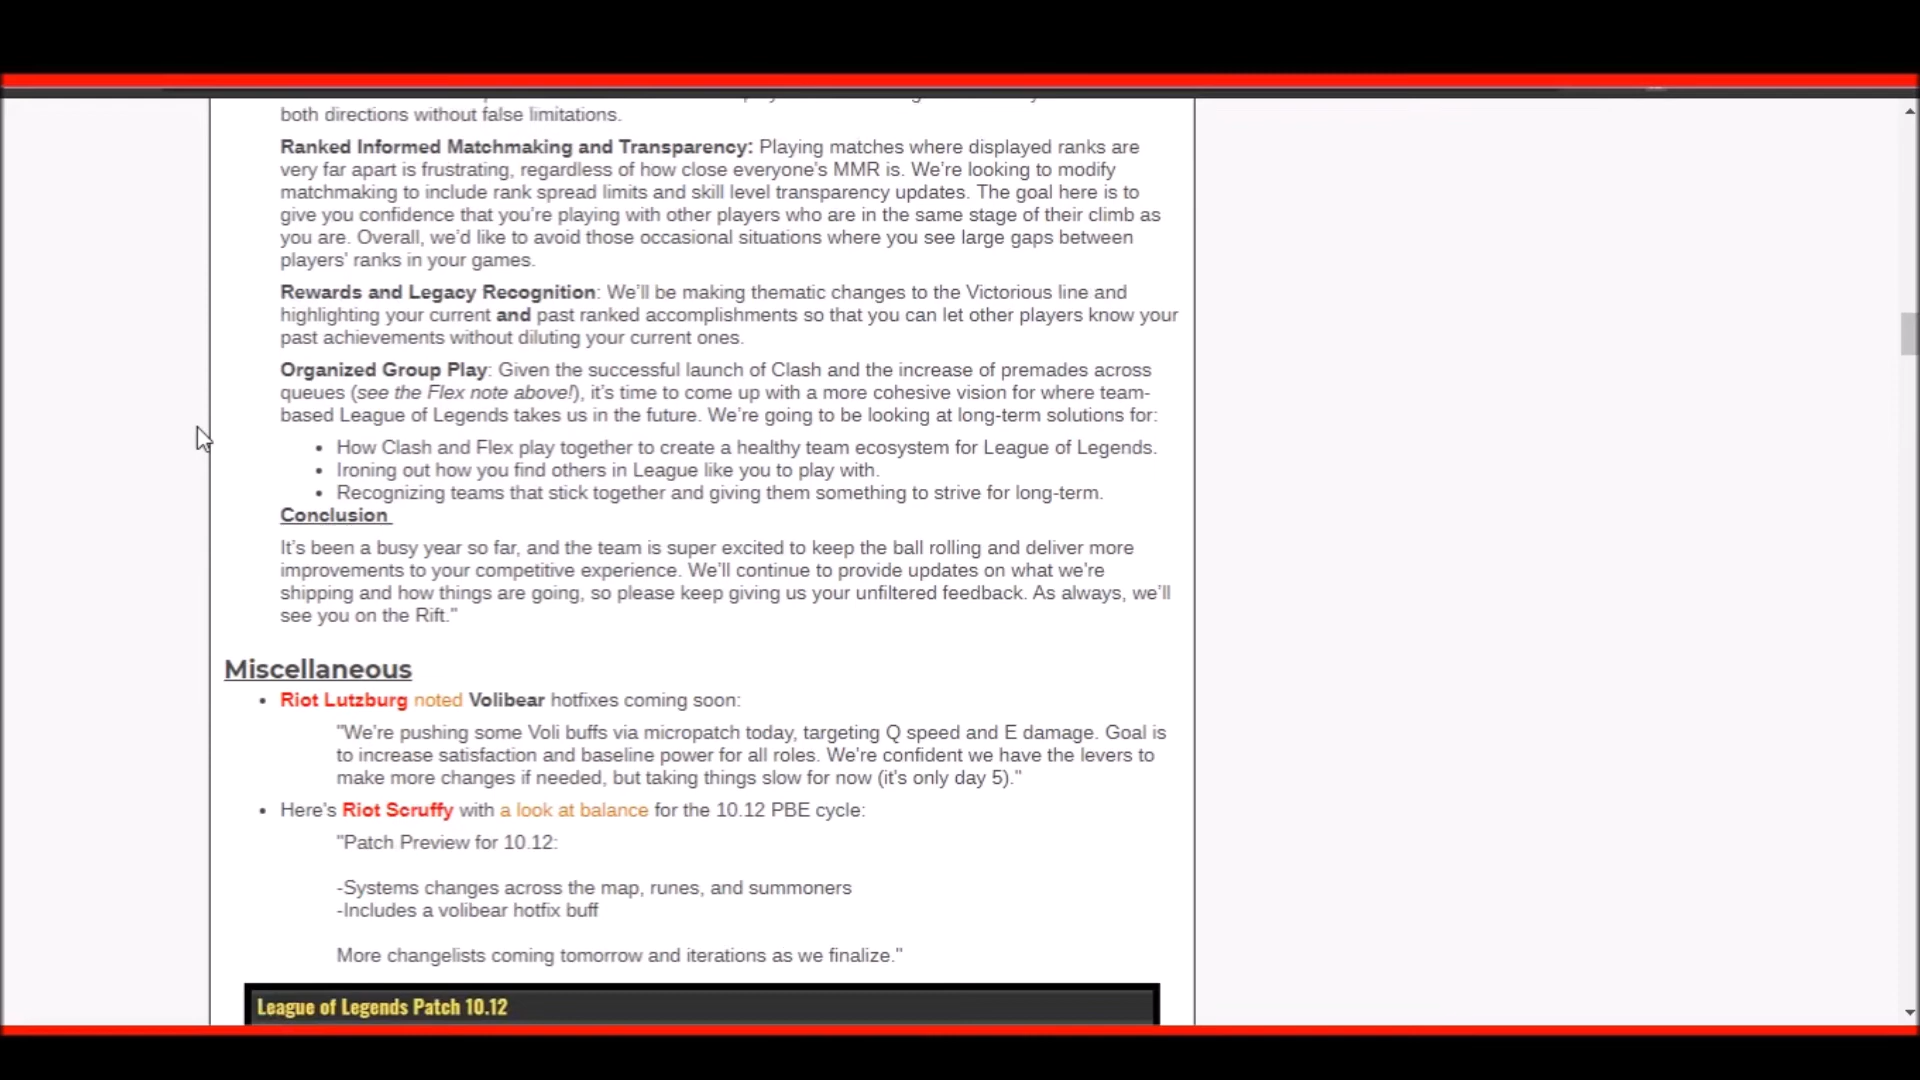 both directions without false limitations.
Ranked Informed Matchmaking and Transparency: Playing matches where displayed ranks are
very far apart is frustrating, regardless of how close everyone's MMR is. We're looking to modify
matchmaking to include rank spread limits and skill level transparency updates. The goal here is to
give you confidence that you're playing with other players who are in the same stage of their climb as
you are. Overall, we'd like to avoid those occasional situations where you see large gaps between
players' ranks in your games.
Rewards and Legacy Recognition: We'll be making thematic changes to the Victorious line and
highlighting your current and past ranked accomplishments so that you can let other players know your
past achievements without diluting your current ones.
Organized Group Play: Given the successful launch of Clash and the increase of premades across
queues (see the Flex note above!), it's time to come up with a more cohesive vision for where team-
based League of Legends takes us in the future. We're going to be looking at long-term solutions for:
• How Clash and Flex play together to create a healthy team ecosystem for League of Legends.
• Ironing out how you find others in League like you to play with.
• Recognizing teams that stick together and giving them something to strive for long-term.
Conclusion
It's been a busy year so far, and the team is super excited to keep the ball rolling and deliver more
improvements to your competitive experience. We'll continue to provide updates on what we're
shipping and how things are going, so please keep giving us your unfiltered feedback. As always, we'll
see you on the Rift."
Miscellaneous
• Riot Lutzburg noted Volibear hotfixes coming soon:
"We're pushing some Voli buffs via micropatch today, targeting Q speed and E damage. Goal is
to increase satisfaction and baseline power for all roles. We're confident we have the levers to
make more changes if needed, but taking things slow for now (it's only day 5)."
• Here's Riot Scruffy with a look at balance for the 10.12 PBE cycle:
"Patch Preview for 10.12:
-Systems changes across the map, runes, and summoners
-Includes a volibear hotfix buff
More changelists coming tomorrow and iterations as we finalize."
League of Legends Patch 10.12